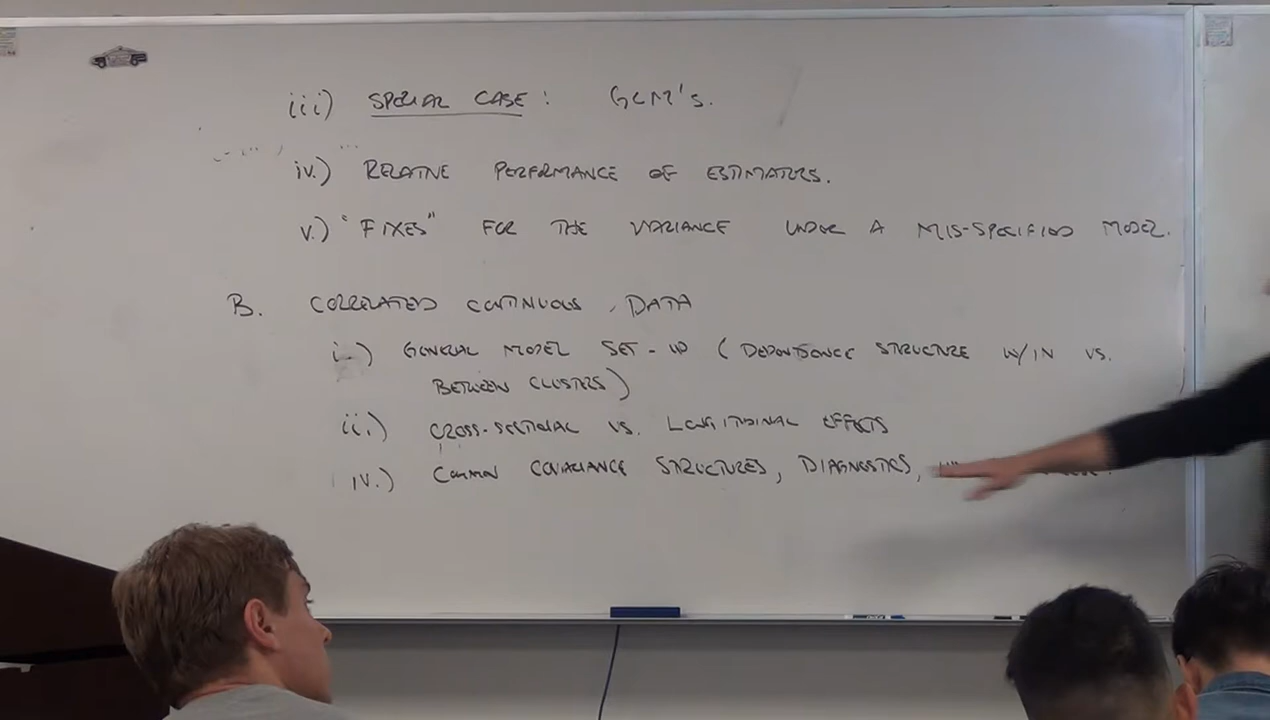 iii) SPECIAL CASE: GLM's.
iv.) RELATIVE PERFORMANCE OF ESTIMATORS.
v.) "FIXES" FOR THE VARIANCE UNDER A MIS-SPECIFIED MODEL.
B. CORRELATED CONTINUOUS DATA
i.) GENERAL MODEL SET-UP (DEPENDENCE STRUCTURE W/IN VS.
BETWEEN CLUSTERS)
ii.) CROSS-SECTIONAL VS. LONGITUDINAL EFFECTS
iv.) COMMON COVARIANCE STRUCTURES, DIAGNOSTICS,